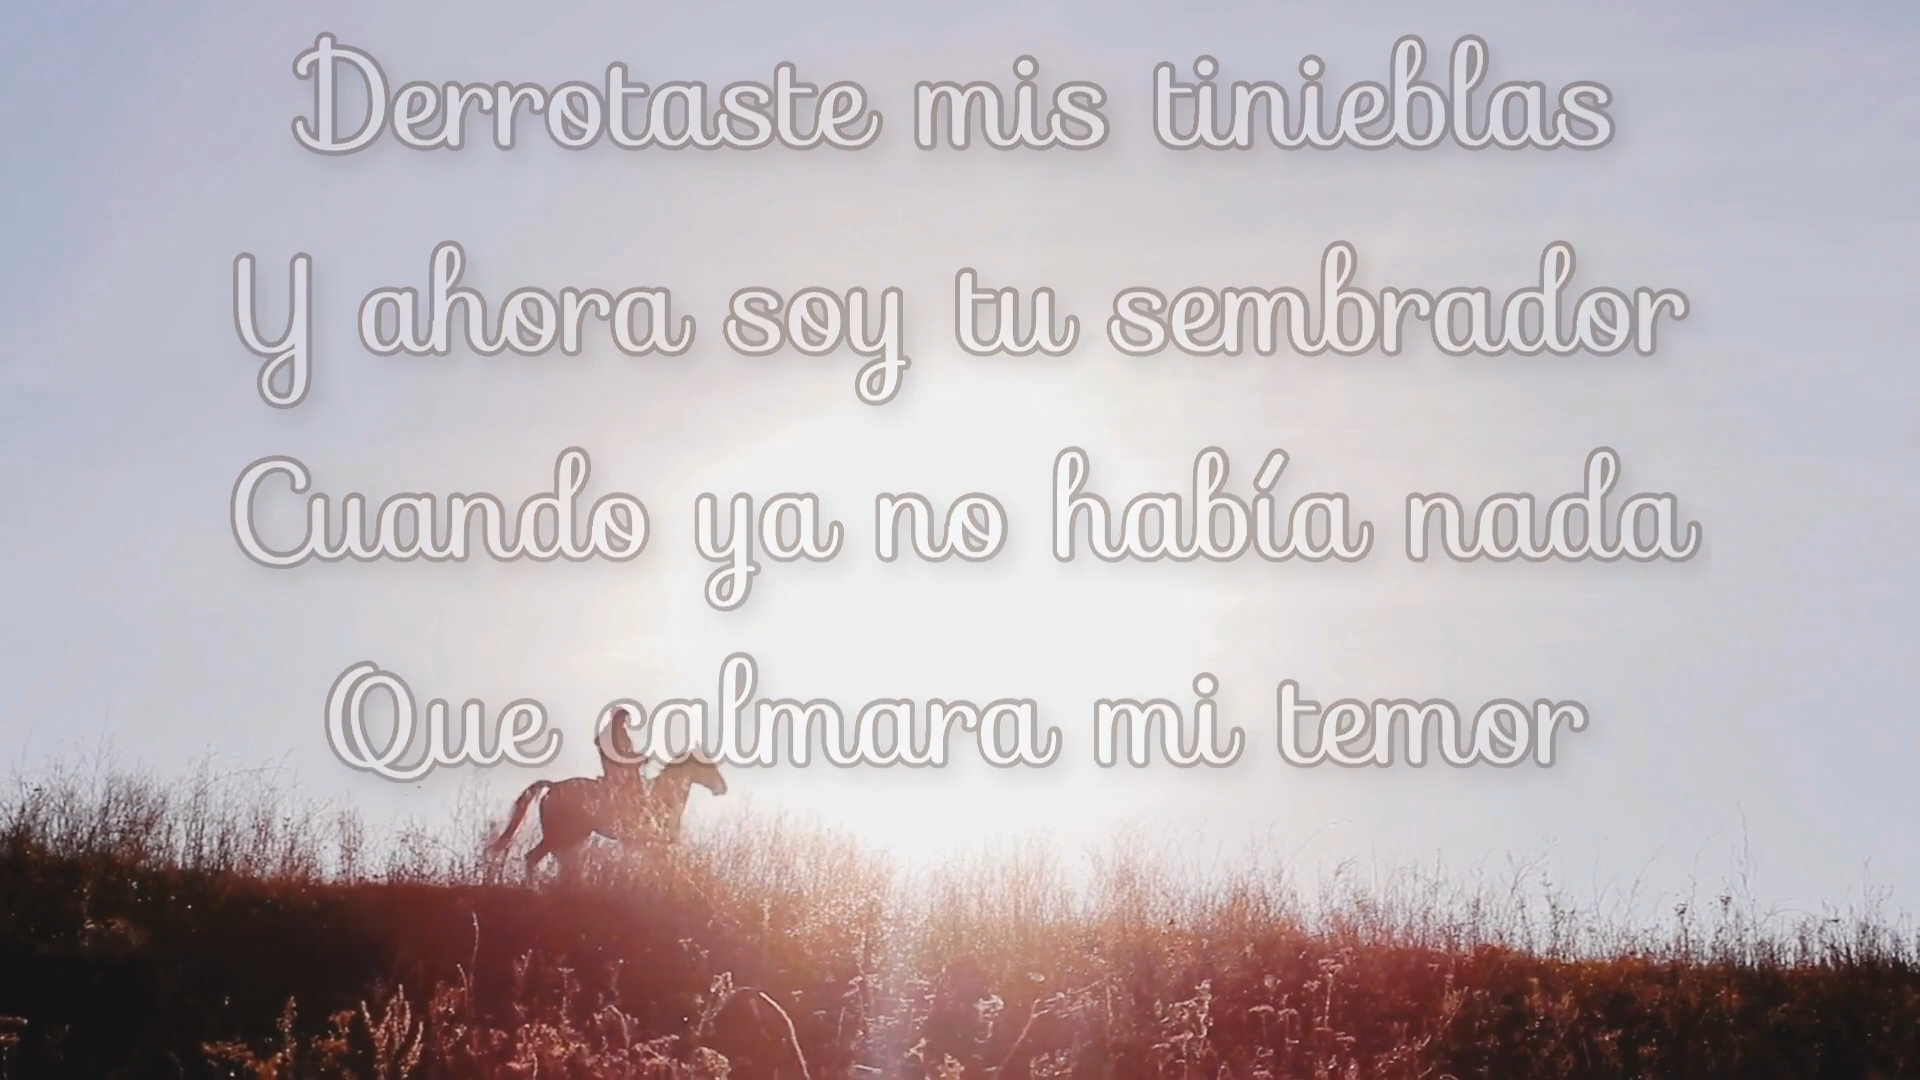 Derrotaste mis tinieblas
Y ahora soy tu sembrador
Cuando ya no había nada
Que calmara mi temor